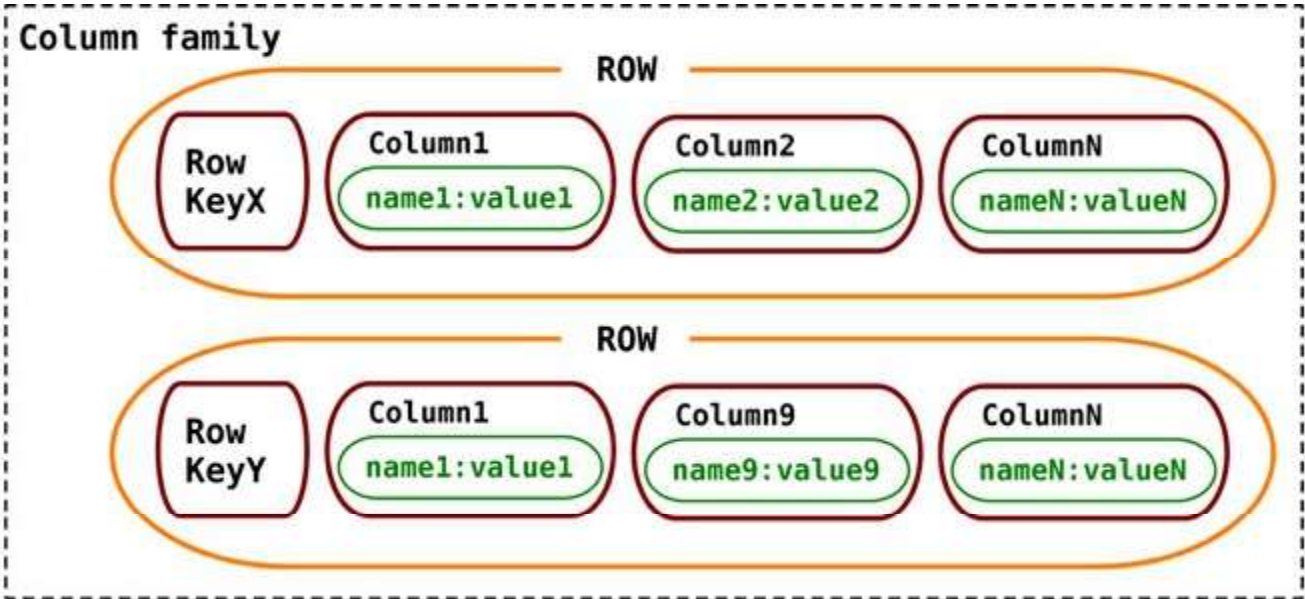 Column family
ROW
Row
KeyX
Column1
name1:value1
Column2
name2:value2
ColumnN
nameN:valueN
ROW
Row
KeyY
Column1
name1:value1
Column9
name9:value9
ColumnN
nameN:valueN